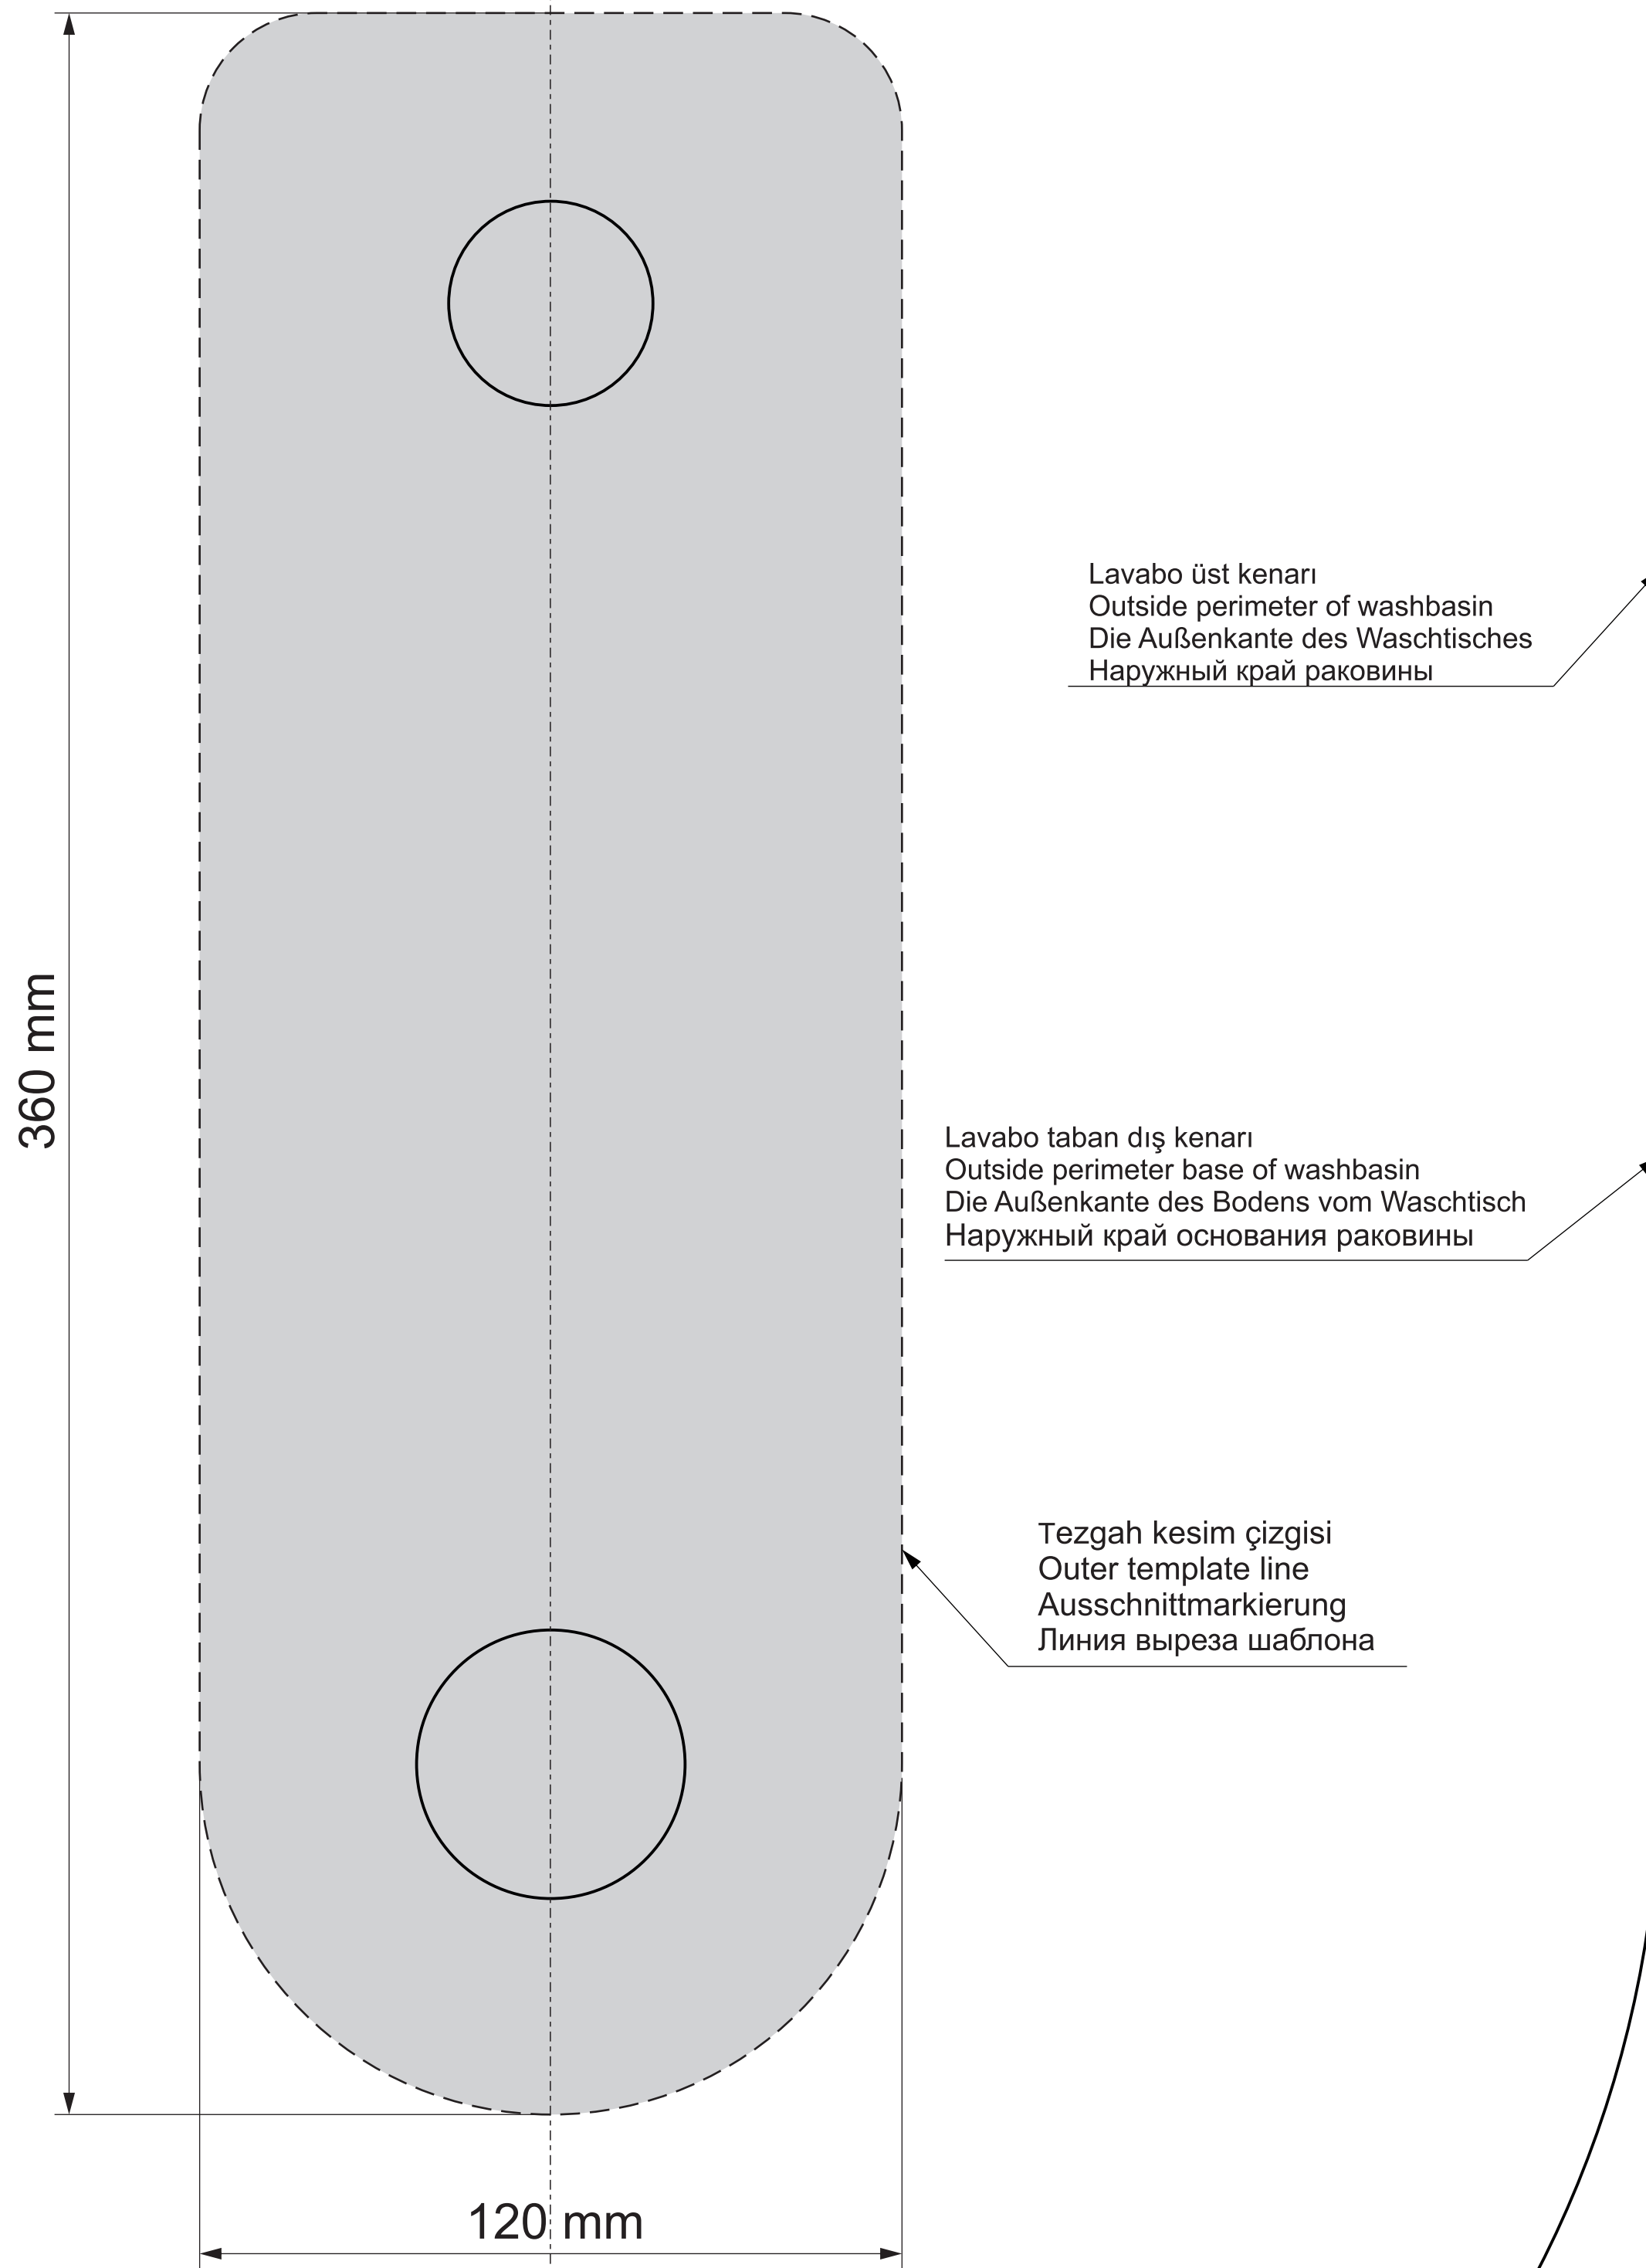 Lavabo üst kenarı
Outside perimeter of washbasin
Die Außenkante des Waschtisches
Наружный край раковины
360 mm
Lavabo taban dış kenarı
Outside perimeter base of washbasin
Die Außenkante des Bodens vom Waschtisch
Наружный край основания раковины
Tezgah kesim çizgisi
Outer template line
Ausschnittmarkierung
Линия выреза шаблона
120 mm